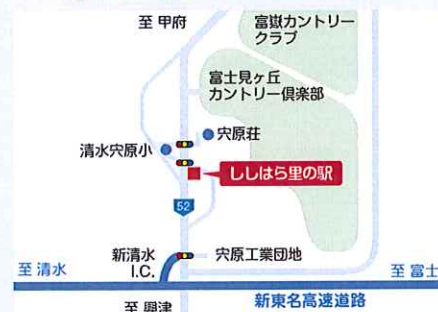 至 甲府
富嶽カントリー
クラブ
富士見ヶ丘
カントリー倶楽部
穴原荘
清水宍原小
ししはら里の駅
52
新清水
I.C.
宍原工業団地
至 清水
至 富士
新東名高速道路
至 興津